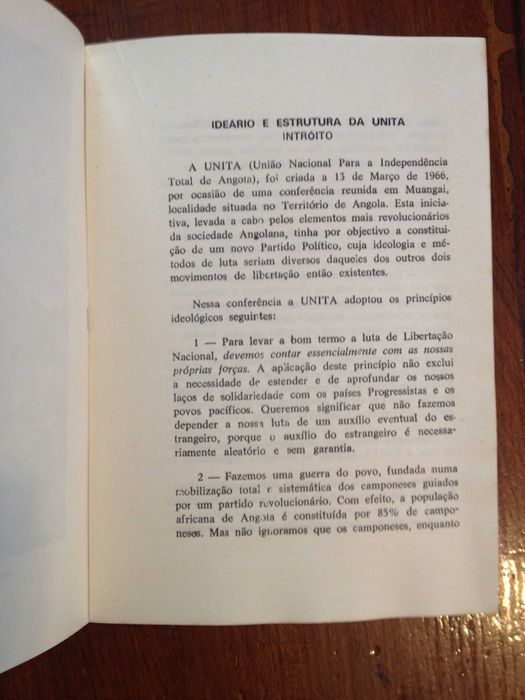 IDEÁRIO E ESTRUTURA DA UNITA
INTRÓITO
A UNITA (União Nacional Para a Independência
Total de Angola), foi criada a 13 de Março de 1966,
por ocasião de uma conferência reunida em Muangai,
localidade situada no Território de Angola. Esta inicia-
tiva, levada a cabo pelos elementos mais revolucionários
da sociedade Angolana, tinha por objectivo a constitui-
ção de um novo Partido Político, cuja ideologia e mé-
todos de luta seriam diversos daqueles dos outros dois
movimentos de libertação então existentes.
Nessa conferência a UNITA adoptou os princípios
ideológicos seguintes:
1 — Para levar a bom termo a luta de Libertação
Nacional, devemos contar essencialmente com as nossas
próprias forças. A aplicação deste princípio não exclui
a necessidade de estender e de aprofundar os nossos
laços de solidariedade com os países Progressistas e os
povos pacíficos. Queremos significar que não fazemos
depender a nossa luta de um auxílio eventual do es-
trangeiro, porque o auxílio do estrangeiro é necessa-
riamente aleatório e sem garantia.
2 — Fazemos uma guerra do povo, fundada numa
mobilização total e sistemática dos camponeses guiados
por um partido revolucionário. Com efeito, a população
africana de Angola é constituída por 85% de campo-
neses. Mas não ignoramos que os camponeses, enquanto